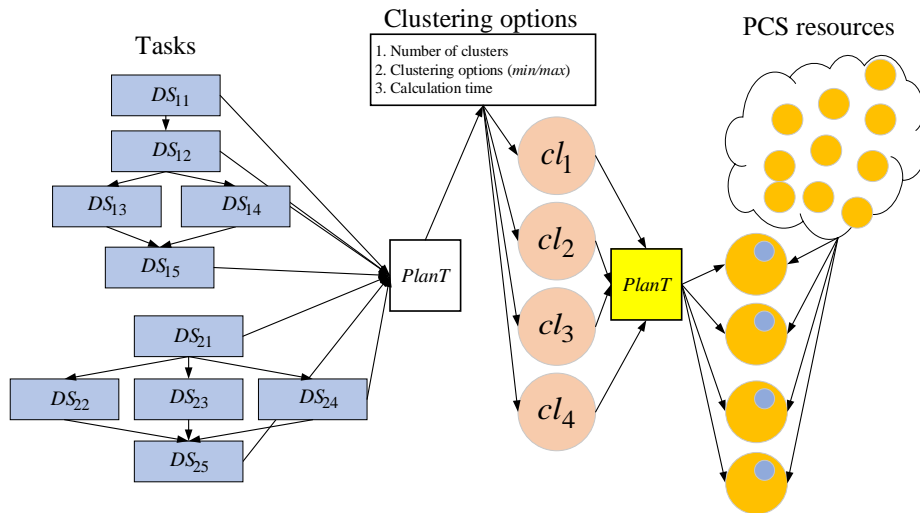 Clustering options
Tasks
PCS resources
1. Number of clusters
2. Clustering options (min/max)
3. Calculation time
DS11
DS12
DS13
DS14
DS15
DS21
DS22
DS23
DS24
DS25
PlanT
cl1
cl2
cl3
cl4
PlanT